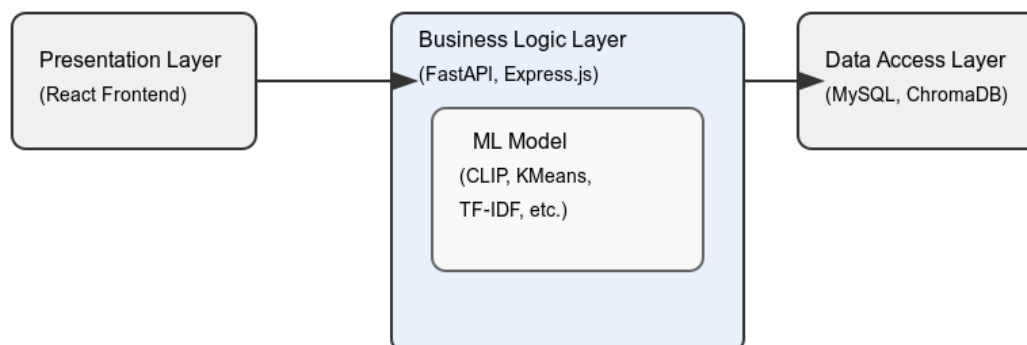 Presentation Layer
(React Frontend)
Business Logic Layer
(FastAPI, Express.js)
ML Model
(CLIP, KMeans,
TF-IDF, etc.)
Data Access Layer
(MySQL, ChromaDB)